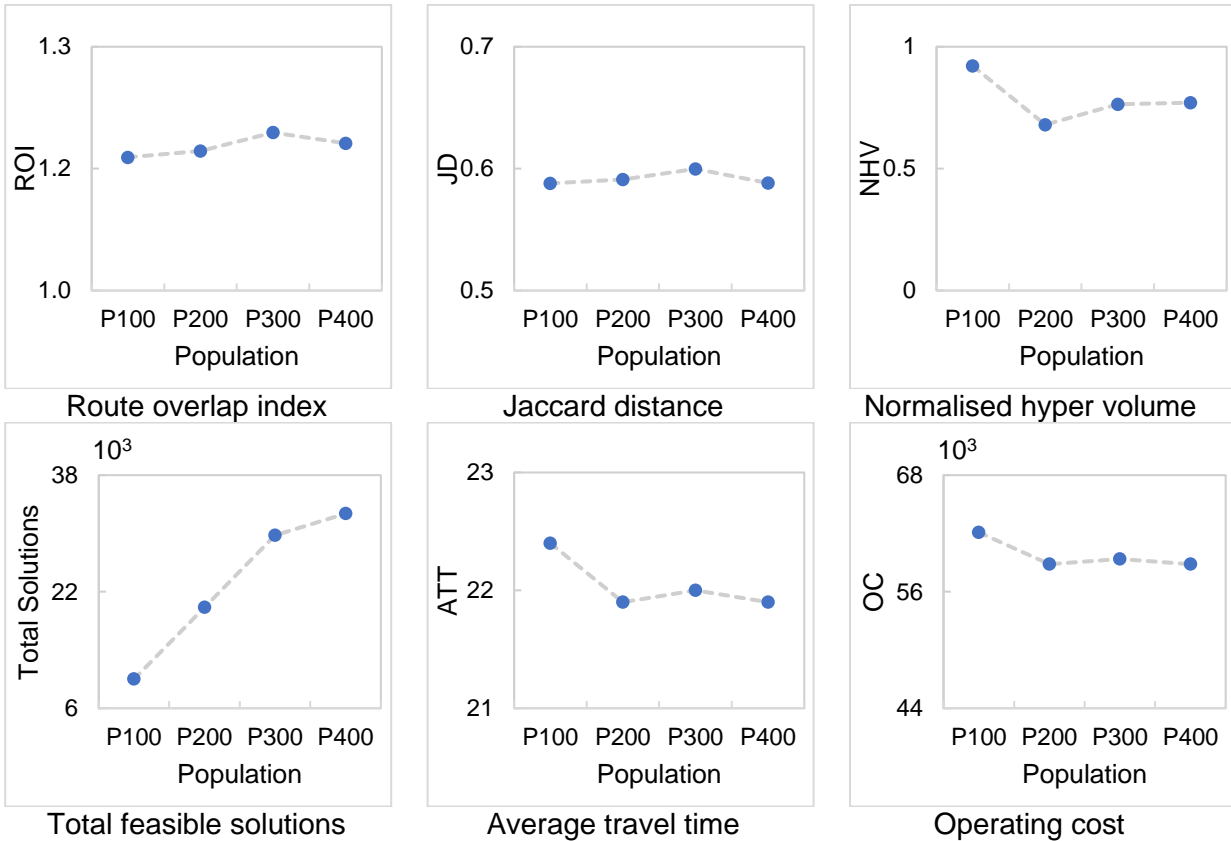 1.3
1.2
1.0
ROI
P100 P200 P300 P400
Population
Route overlap index
0.7
0.6
0.5
JD
P100 P200 P300 P400
Population
Jaccard distance
1
0.5
0
NHV
P100 P200 P300 P400
Population
Normalised hyper volume
10³
38
22
6
Total Solutions
P100 P200 P300 P400
Population
Total feasible solutions
23
22
21
ATT
P100 P200 P300 P400
Population
Average travel time
10³
68
56
44
OC
P100 P200 P300 P400
Population
Operating cost